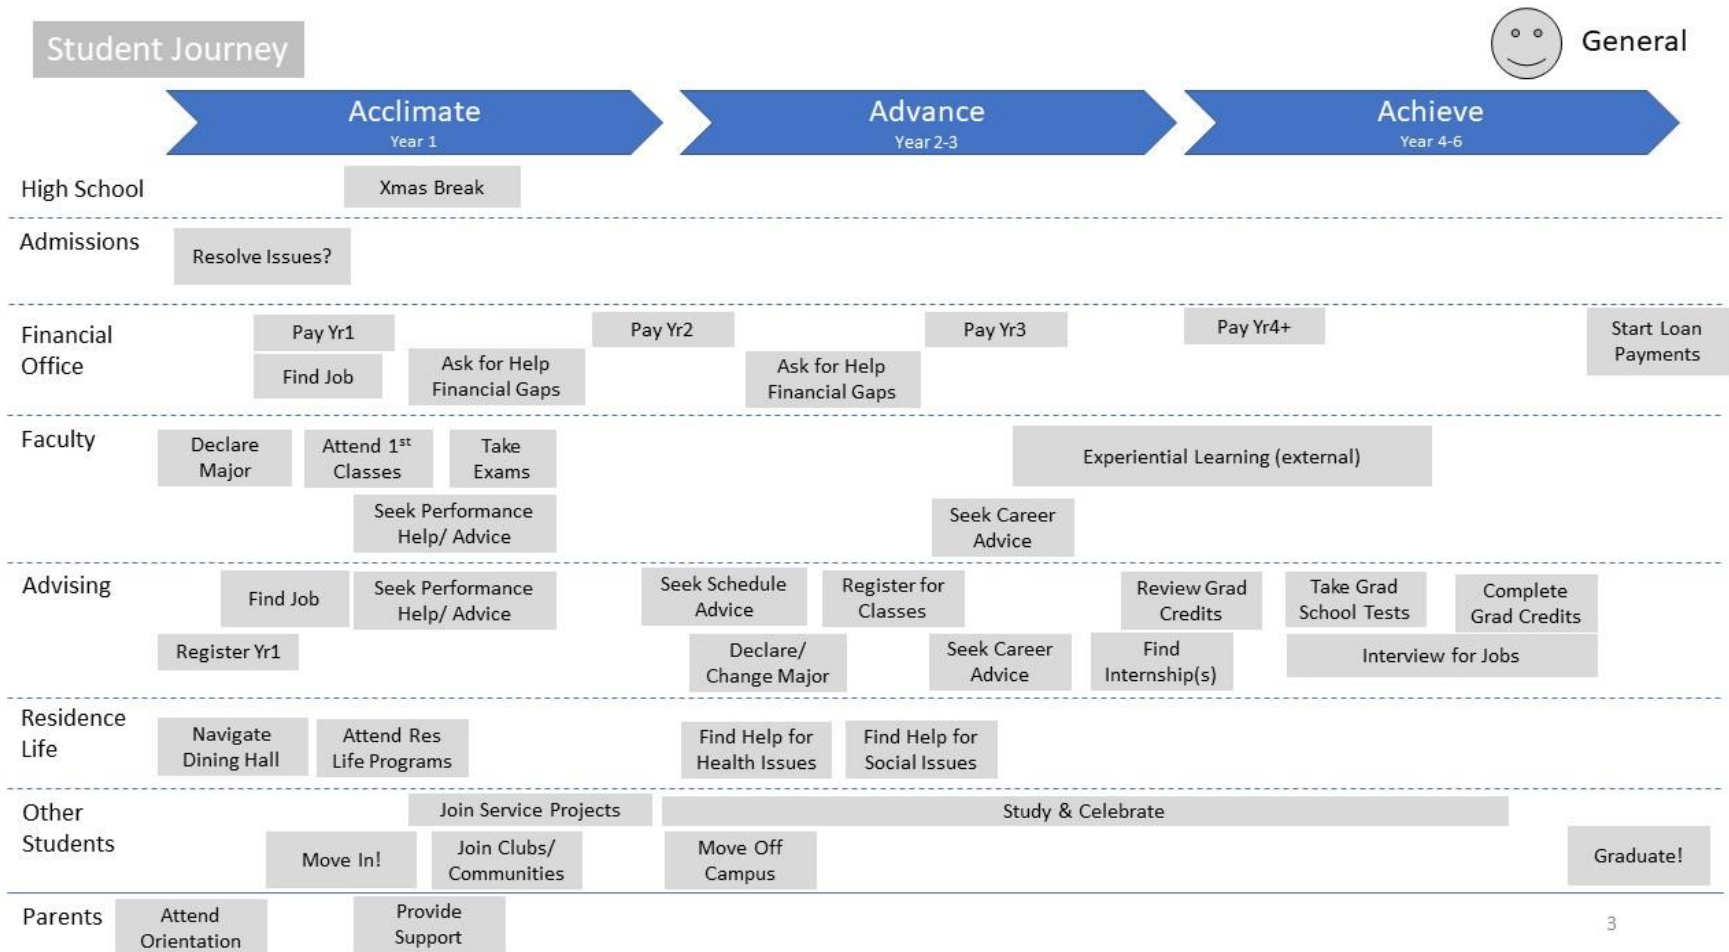 Student Journey
General
Acclimate
Year 1
Advance
Year 2-3
Achieve
Year 4-6
High School
Xmas Break
Admissions
Resolve Issues?
Financial
Office
Pay Yr1
Pay Yr2
Pay Yr3
Pay Yr4+
Start Loan
Payments
Find Job
Ask for Help
Financial Gaps
Ask for Help
Financial Gaps
Faculty
Declare
Major
Attend 1st
Classes
Take
Exams
Experiential Learning (external)
Seek Performance
Help/ Advice
Seek Career
Advice
Advising
Find Job
Seek Performance
Help/ Advice
Seek Schedule
Advice
Register for
Classes
Review Grad
Credits
Take Grad
School Tests
Complete
Grad Credits
Register Yr1
Declare/
Change Major
Seek Career
Advice
Find
Internship(s)
Interview for Jobs
Residence
Life
Navigate
Dining Hall
Attend Res
Life Programs
Find Help for
Health Issues
Find Help for
Social Issues
Other
Students
Join Service Projects
Study & Celebrate
Move In!
Join Clubs/
Communities
Move Off
Campus
Graduate!
Parents
Attend
Orientation
Provide
Support
3